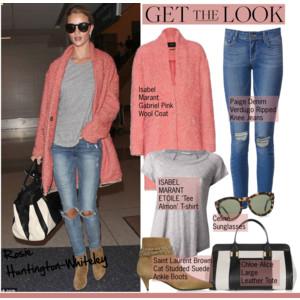 GET THE LOOK
Isabel
Marant
Gabriel Pink
Wool Coat
Paige Denim
Verdugo Ripped
Knee Jeans
ISABEL
MARANT
ETOILE 'Tee
Almon' T-shirt
Celine
Sunglasses
Rosie
Huntington-Whiteley
Saint Laurent Brown
Cat Studded Suede
Ankle Boots
Chloe Alice
Large
Leather Tote